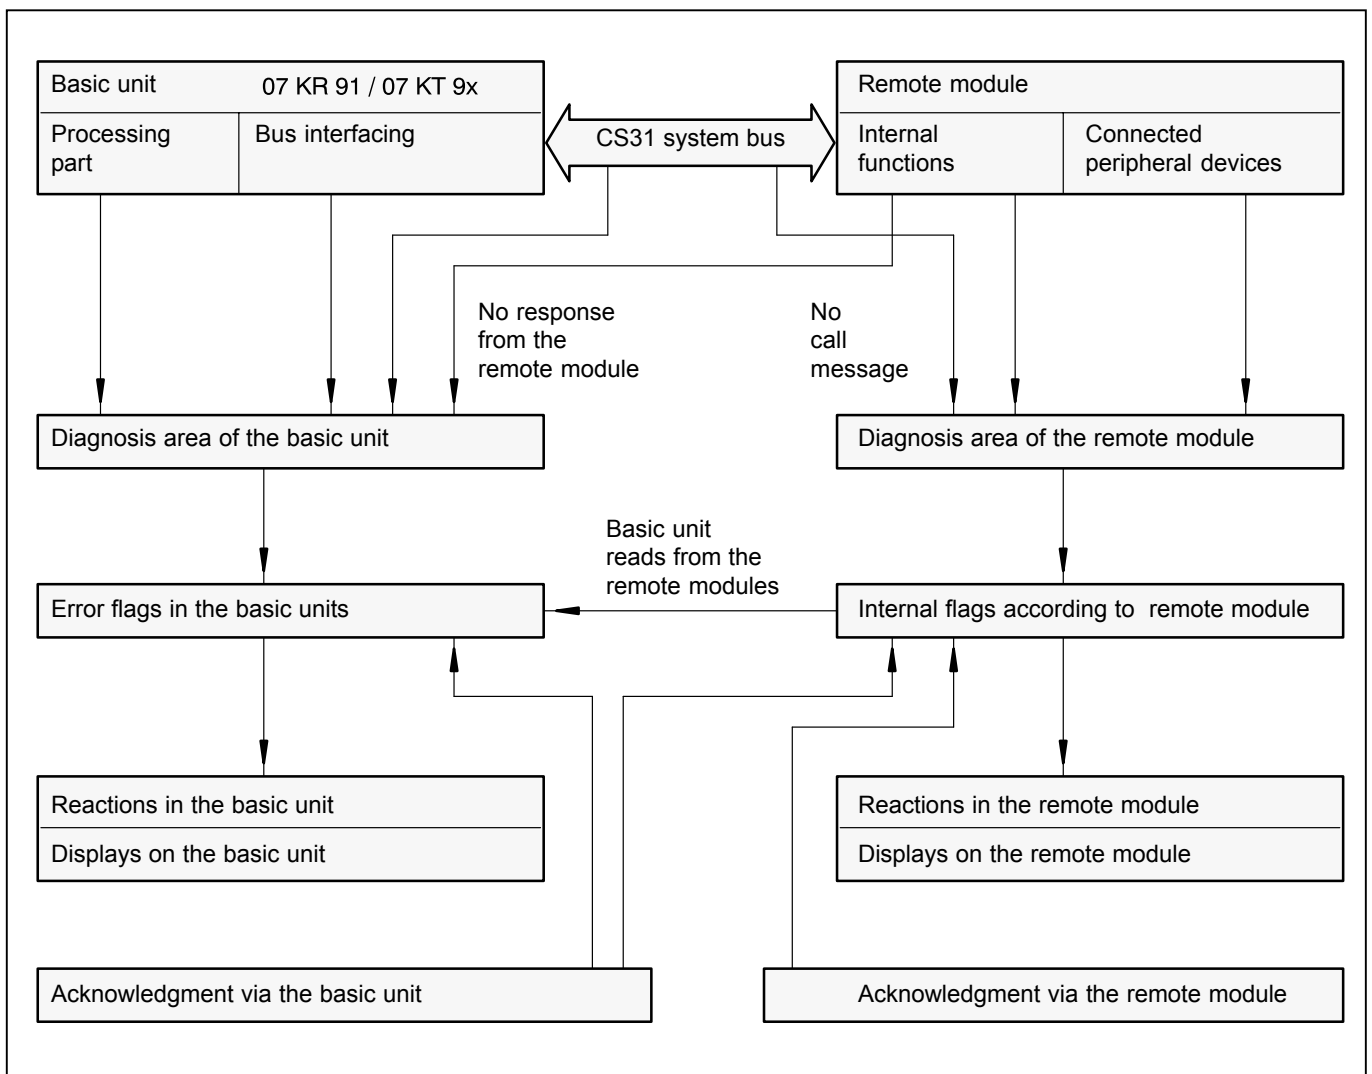 Basic unit 07 KR 91 / 07 KT 9x
Processing
part
Bus interfacing
CS31 system bus
Remote module
Internal
functions
Connected
peripheral devices
No response
from the
remote module
No
call
message
Diagnosis area of the basic unit
Diagnosis area of the remote module
Basic unit
reads from the
remote modules
Error flags in the basic units
Internal flags according to remote module
Reactions in the basic unit
Displays on the basic unit
Reactions in the remote module
Displays on the remote module
Acknowledgment via the basic unit
Acknowledgment via the remote module